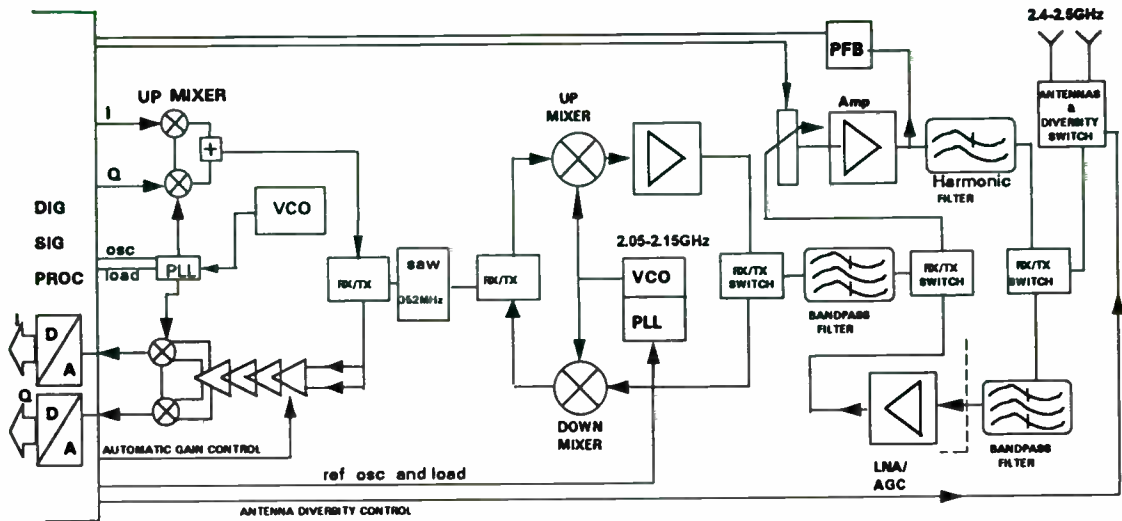 2.4-2.5GHz
PFB
UP MIXER
I
UP
MIXER
Amp
ANTENNAS
&
DIVERSITY
SWITCH
+
Q
Harmonic
FILTER
DIG
SIG
PROC
VCO
osc
load
PLL
2.05-2.15GHz
VCO
PLL
RX/TX
saw
352MHz
RX/TX
RX/TX
SWITCH
BANDPASS
FILTER
RX/TX
SWITCH
RX/TX
SWITCH
I
D
A
Q
D
A
DOWN
MIXER
LNA/
AGC
BANDPASS
FILTER
AUTOMATIC GAIN CONTROL
ref osc and load
ANTENNA DIVERSITY CONTROL